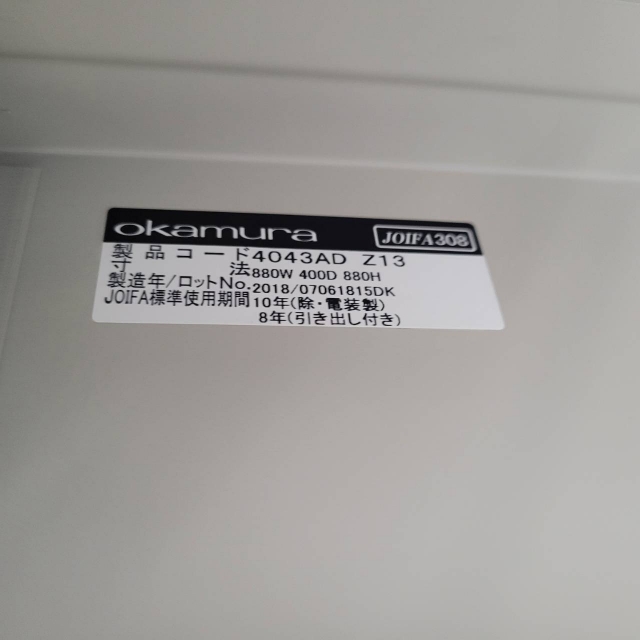 okamura JOIFA308
製品コード4043AD Z13
寸法880W 400D 880H
製造年/ロットNo.2018/07061815DK
JOIFA標準使用期間10年(除・電装製)
8年(引き出し付き)